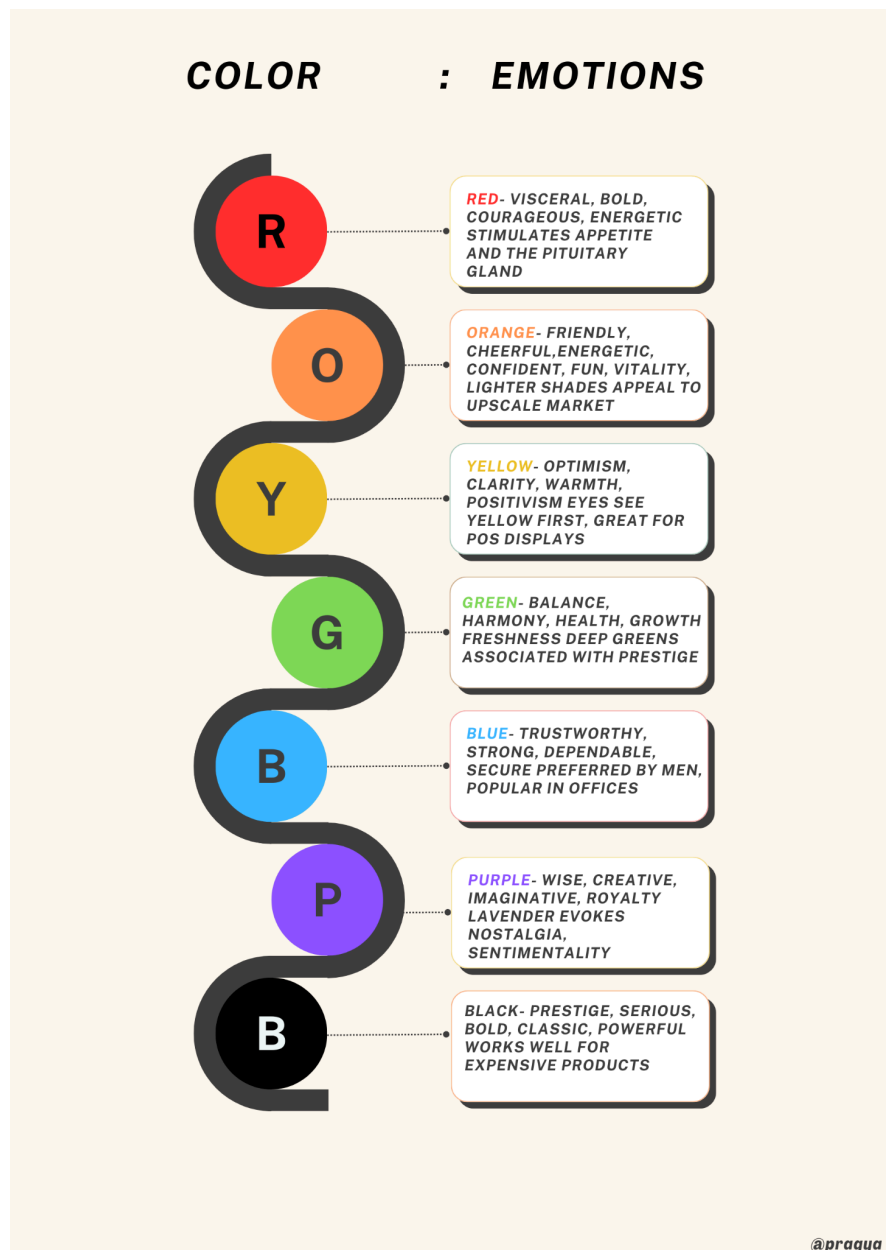 COLOR : EMOTIONS
R
RED- VISCERAL, BOLD,
COURAGEOUS, ENERGETIC
STIMULATES APPETITE
AND THE PITUITARY
GLAND
O
ORANGE- FRIENDLY,
CHEERFUL,ENERGETIC,
CONFIDENT, FUN, VITALITY,
LIGHTER SHADES APPEAL TO
UPSCALE MARKET
Y
YELLOW- OPTIMISM,
CLARITY, WARMTH,
POSITIVISM EYES SEE
YELLOW FIRST, GREAT FOR
POS DISPLAYS
G
GREEN- BALANCE,
HARMONY, HEALTH, GROWTH
FRESHNESS DEEP GREENS
ASSOCIATED WITH PRESTIGE
B
BLUE- TRUSTWORTHY,
STRONG, DEPENDABLE,
SECURE PREFERRED BY MEN,
POPULAR IN OFFICES
P
PURPLE- WISE, CREATIVE,
IMAGINATIVE, ROYALTY
LAVENDER EVOKES
NOSTALGIA,
SENTIMENTALITY
B
BLACK- PRESTIGE, SERIOUS,
BOLD, CLASSIC, POWERFUL
WORKS WELL FOR
EXPENSIVE PRODUCTS